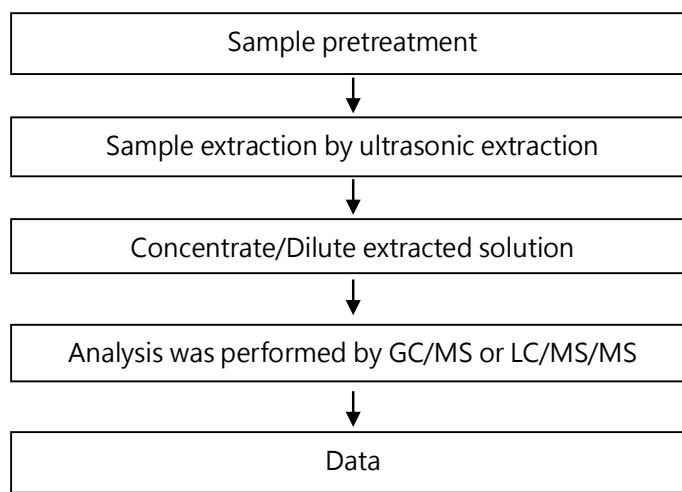 Sample pretreatment
Sample extraction by ultrasonic extraction
Concentrate/Dilute extracted solution
Analysis was performed by GC/MS or LC/MS/MS
Data